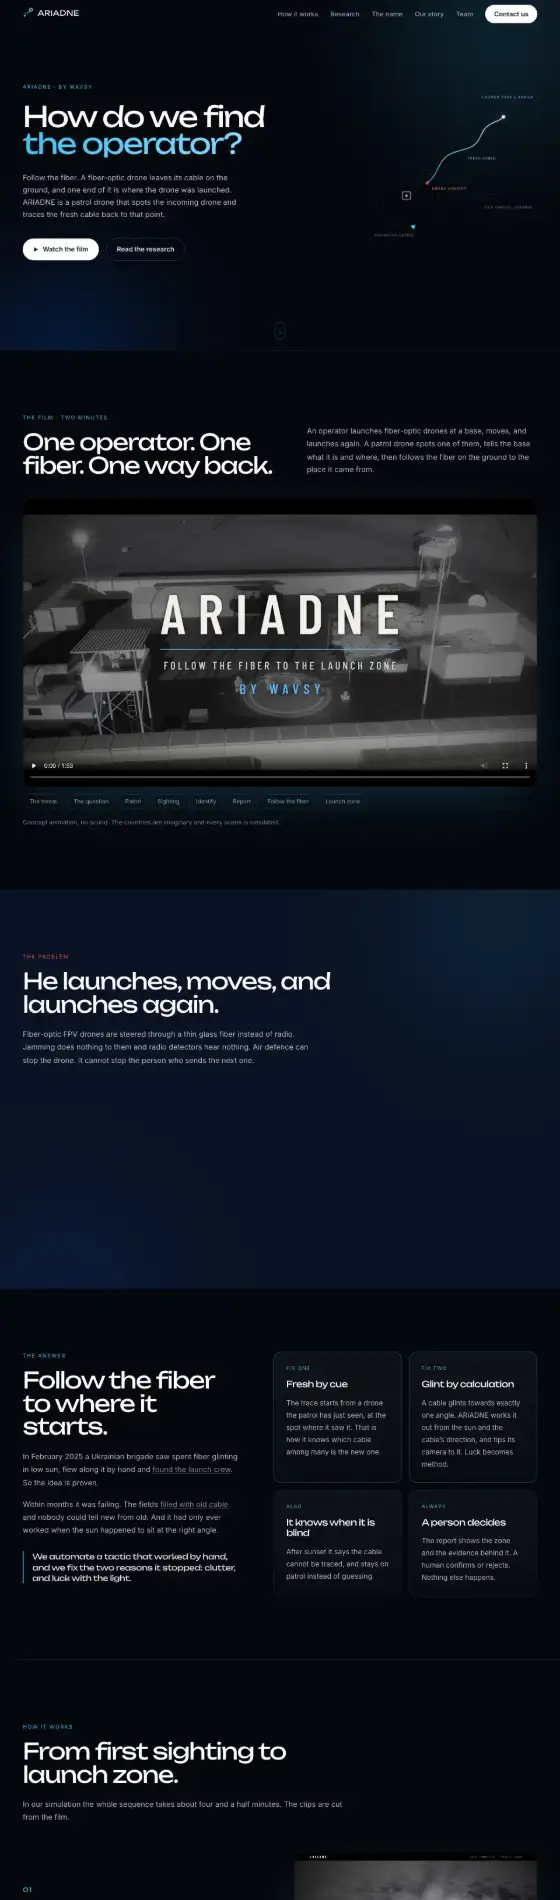 ARIADNE
How it works
Research
The name
Our story
Team
Contact us
ARIADNE · BY WAVSY
How do we find
the operator?
Follow the fiber. A fiber-optic drone leaves its cable on the
ground, and one end of it is where the drone was launched.
ARIADNE is a patrol drone that spots the incoming drone and
traces the fresh cable back to that point.
Watch the film
Read the research
FRESH CABLE
DRONE SIGHTED
THE FILM · TWO MINUTES
One operator. One
fiber. One way back.
An operator launches fiber-optic drones at a base, moves, and
launches again. A patrol drone spots one of them, tells the base
what it is and where, then follows the fiber on the ground to the
place it came from.
ARIADNE
FOLLOW THE FIBER TO THE LAUNCH ZONE
BY WAVSY
0:00 / 1:53
The threat
The question
Patrol
Sighting
Identify
Report
Follow the fiber
Launch zone
Concept animation, no sound. The countries are imaginary and every scene is simulated.
THE PROBLEM
He launches, moves, and
launches again.
Fiber-optic FPV drones are steered through a thin glass fiber instead of radio.
Jamming does nothing to them and radio detectors hear nothing. Air defence can
stop the drone. It cannot stop the person who sends the next one.
THE ANSWER
Follow the fiber
to where it
starts.
In February 2025 a Ukrainian brigade saw spent fiber glinting
in low sun, flew along it by hand and found the launch crew.
So the idea is proven.
Within months it was failing. The fields filled with old cable
and nobody could tell new from old. And it had only ever
worked when the sun happened to sit at the right angle.
We automate a tactic that worked by hand,
and we fix the two reasons it stopped: clutter,
and luck with the light.
FIX ONE
Fresh by cue
The trace starts from a drone
the patrol has just seen, at the
spot where it saw it. That is
how it knows which cable
among many is the new one.
FIX TWO
Glint by calculation
A cable glints towards exactly
one angle. ARIADNE works it
out from the sun and the
cable's direction, and tips its
camera to it. Luck becomes
method.
ALSO
It knows when it is
blind
After sunset it says the cable
cannot be traced, and stays on
patrol instead of guessing.
ALWAYS
A person decides
The report shows the zone
and the evidence behind it. A
human confirms or rejects.
Nothing else happens.
HOW IT WORKS
From first sighting to
launch zone.
In our simulation the whole sequence takes about four and a half minutes. The clips are cut
from the film.
01
ARIADNE